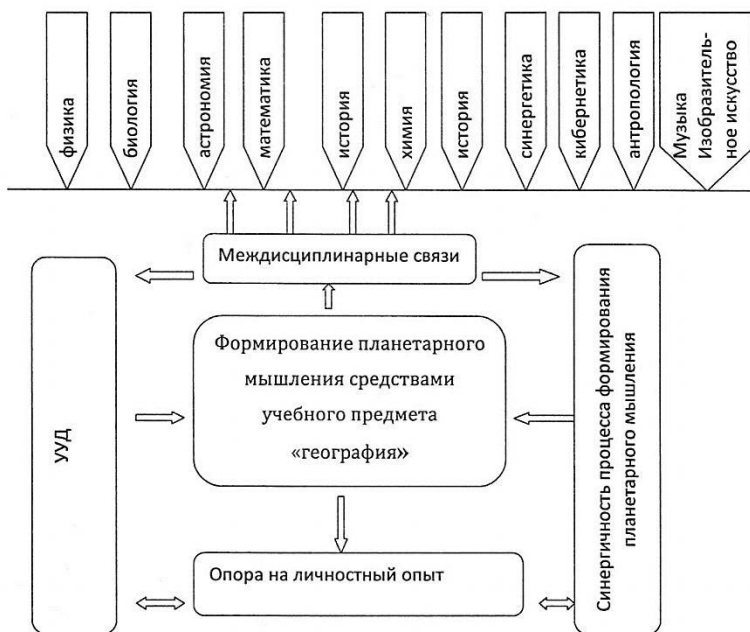 физика
биология
астрономия
математика
история
химия
история
синергетика
кибернетика
антропология
Музыка
Изобразитель-
ное искусство
Междисциплинарные связи
УУД
Формирование планетарного
мышления средствами
учебного предмета
«география»
Синергичность процесса формирования
планетарного мышления
Опора на личностный опыт